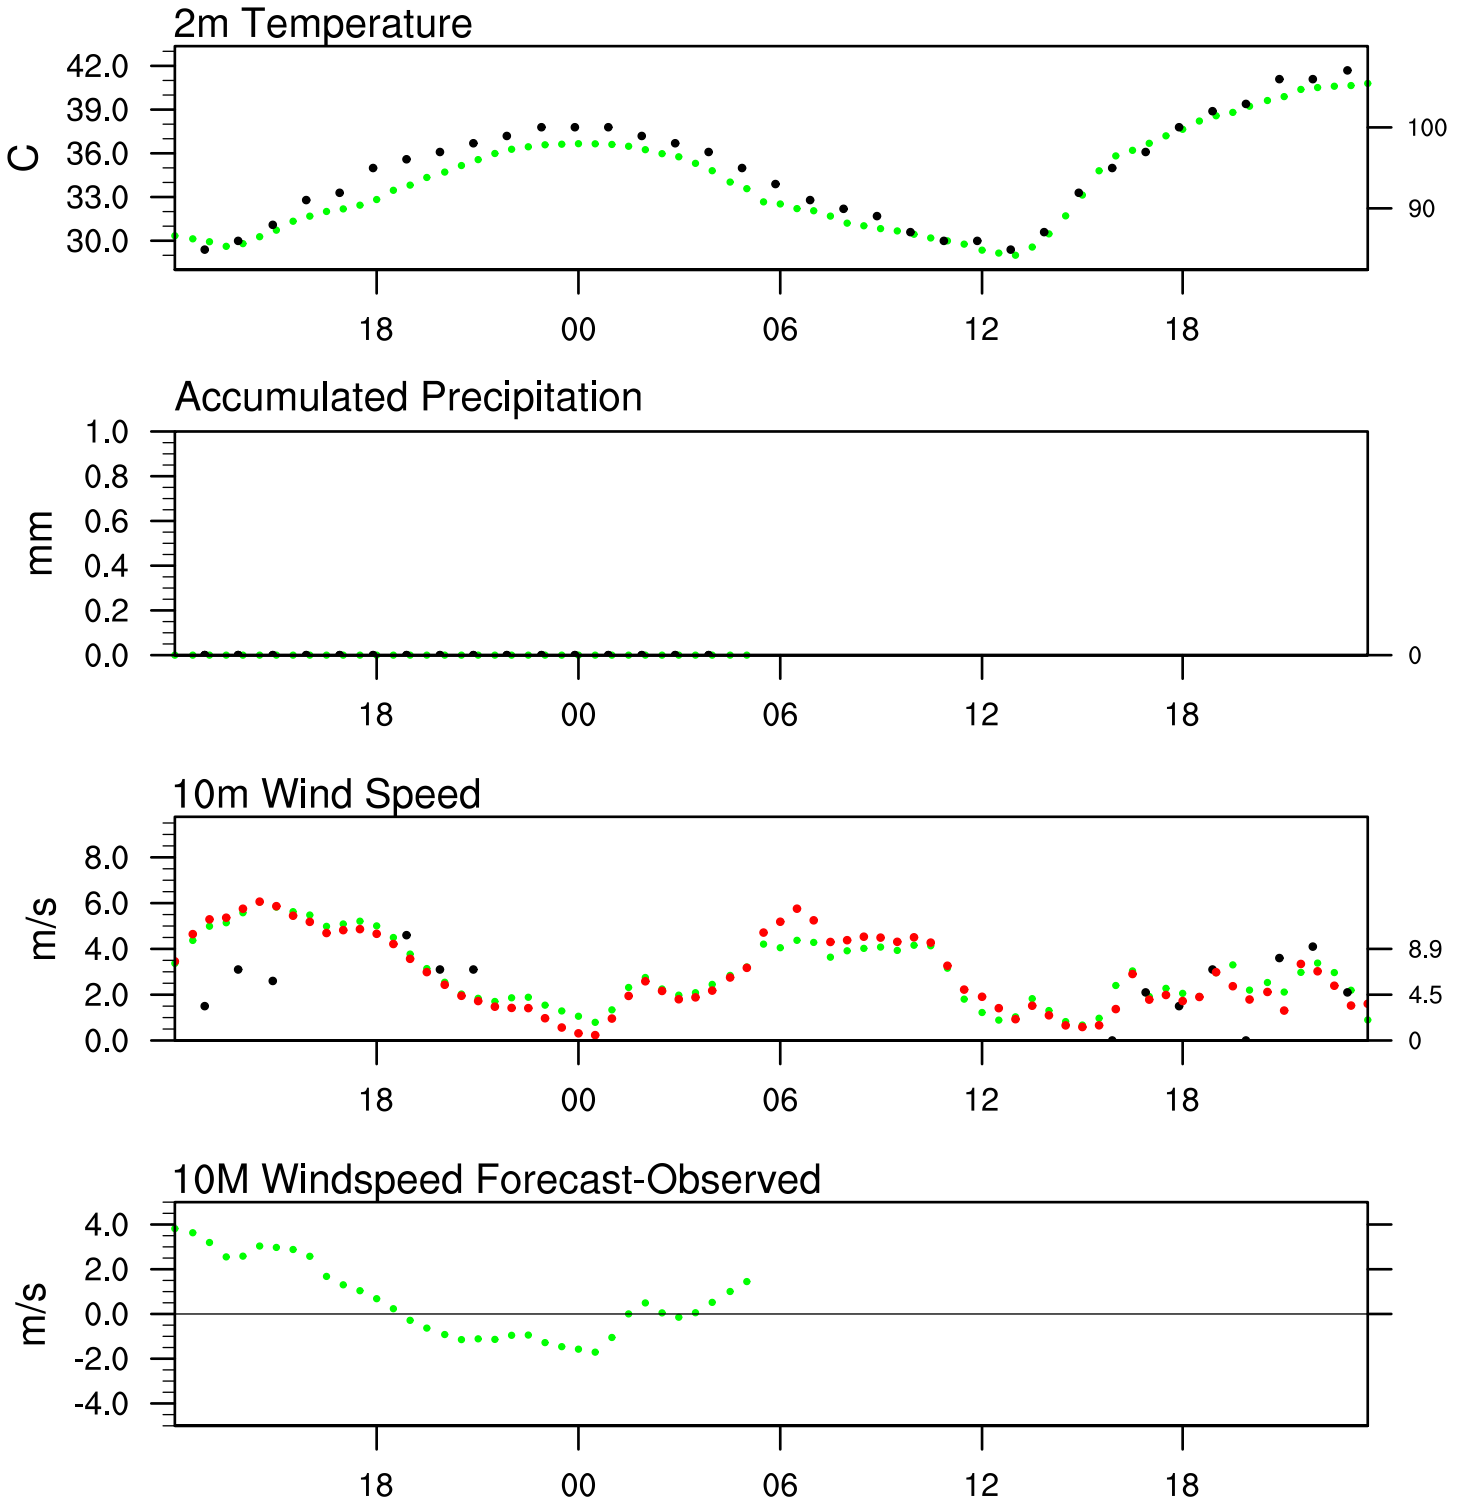 2m Temperature
42.0
39.0
36.0
33.0
30.0
C
100
90
18 00 06 12 18
Accumulated Precipitation
1.0
0.8
0.6
0.4
0.2
0.0
mm
0
18 00 06 12 18
10m Wind Speed
8.0
6.0
4.0
2.0
0.0
m/s
8.9
4.5
0
18 00 06 12 18
10M Windspeed Forecast-Observed
4.0
2.0
0.0
-2.0
-4.0
m/s
18 00 06 12 18